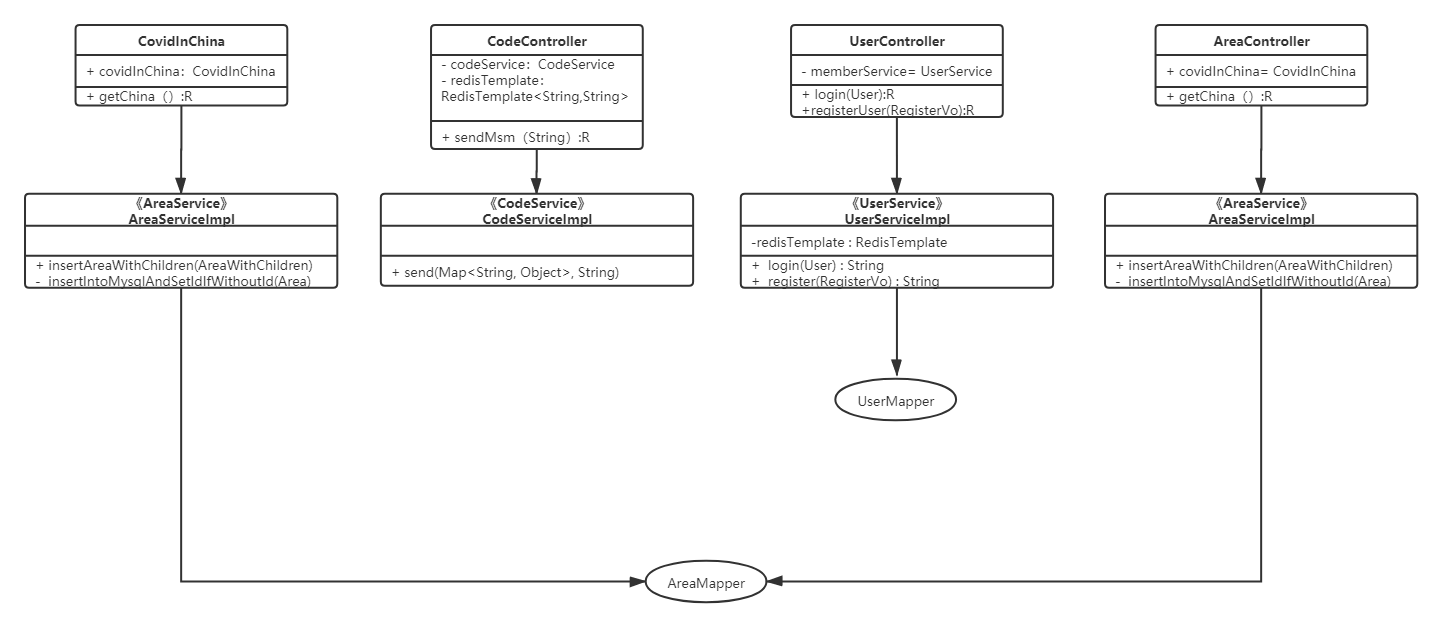 CovidInChina
+ covidInChina：CovidInChina
+ getChina（）:R
CodeController
- codeService：CodeService
- redisTemplate：
RedisTemplate<String,String>
+ sendMsm（String）:R
UserController
- memberService= UserService
+ login(User):R
+registerUser(RegisterVo):R
AreaController
+ covidInChina= CovidInChina
+ getChina（）:R
《AreaService》
AreaServiceImpl
+ insertAreaWithChildren(AreaWithChildren)
- insertIntoMysqlAndSetIdIfWithoutId(Area)
《CodeService》
CodeServiceImpl
+ send(Map<String, Object>, String)
《UserService》
UserServiceImpl
-redisTemplate : RedisTemplate
+ login(User) : String
+ register(RegisterVo) : String
《AreaService》
AreaServiceImpl
+ insertAreaWithChildren(AreaWithChildren)
- insertIntoMysqlAndSetIdIfWithoutId(Area)
UserMapper
AreaMapper